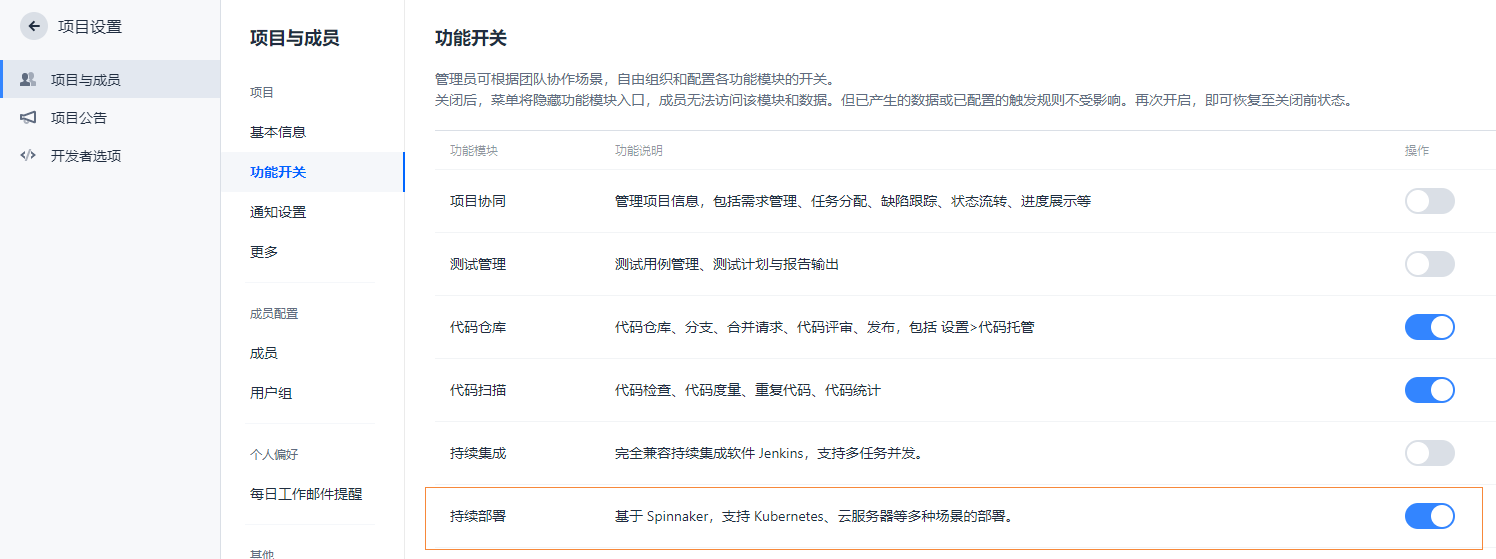 项目设置
项目与成员
项目公告
开发者选项
项目与成员
项目
基本信息
功能开关
通知设置
更多
成员配置
成员
用户组
个人偏好
每日工作邮件提醒
其他
功能开关
管理员可根据团队协作场景，自由组织和配置各功能模块的开关。
关闭后，菜单将隐藏功能模块入口，成员无法访问该模块和数据。但已产生的数据或已配置的触发规则不受影响。再次开启，即可恢复至关闭前状态。
功能模块 功能说明 操作
项目协同 管理项目信息，包括需求管理、任务分配、缺陷跟踪、状态流转、进度展示等
测试管理 测试用例管理、测试计划与报告输出
代码仓库 代码仓库、分支、合并请求、代码评审、发布，包括 设置>代码托管
代码扫描 代码检查、代码度量、重复代码、代码统计
持续集成 完全兼容持续集成软件 Jenkins，支持多任务并发。
持续部署 基于 Spinnaker，支持 Kubernetes、云服务器等多种场景的部署。